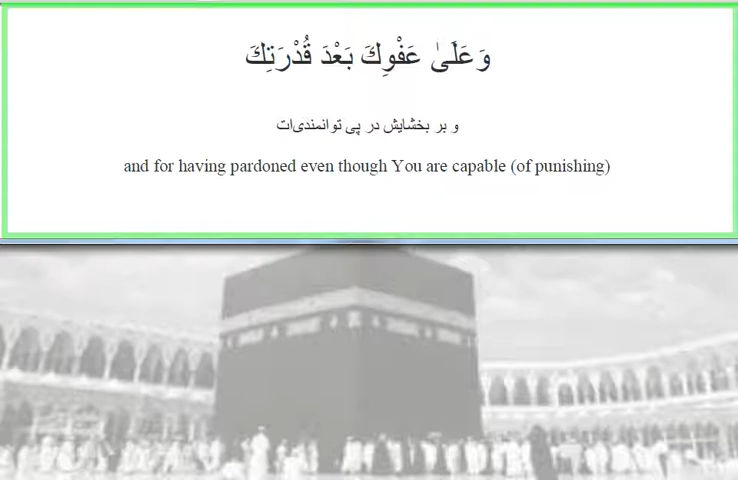 وَعَلَىٰ عَفْوِكَ بَعْدَ قُدْرَتِكَ
و بر بخشایش در پی توانمندی‌ات
and for having pardoned even though You are capable (of punishing)